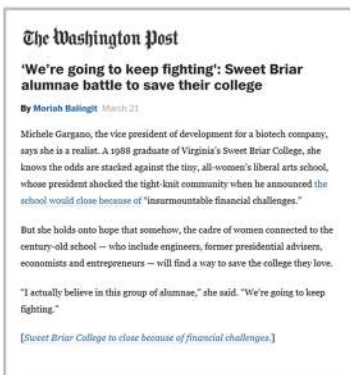 The Washington Post
‘We’re going to keep fighting’: Sweet Briar
alumnae battle to save their college
By Moriah Balingit March 21
Michele Gargano, the vice president of development for a biotech company,
says she is a realist. A 1988 graduate of Virginia’s Sweet Briar College, she
knows the odds are stacked against the tiny, all-women’s liberal arts school,
whose president shocked the tight-knit community when he announced the
school would close because of “insurmountable financial challenges.”
But she holds onto hope that somehow, the cadre of women connected to the
century-old school — who include engineers, former presidential advisers,
economists and entrepreneurs — will find a way to save the college they love.
“I actually believe in this group of alumnae,” she said. “We’re going to keep
fighting.”
[Sweet Briar College to close because of financial challenges.]